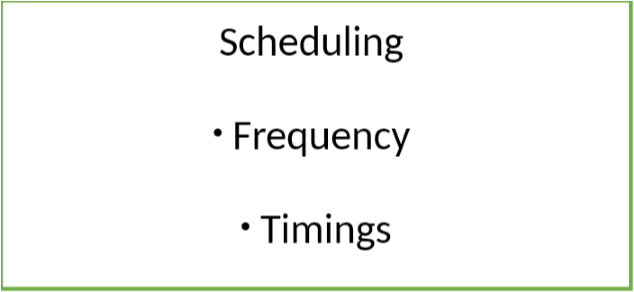 Scheduling
• Frequency
• Timings